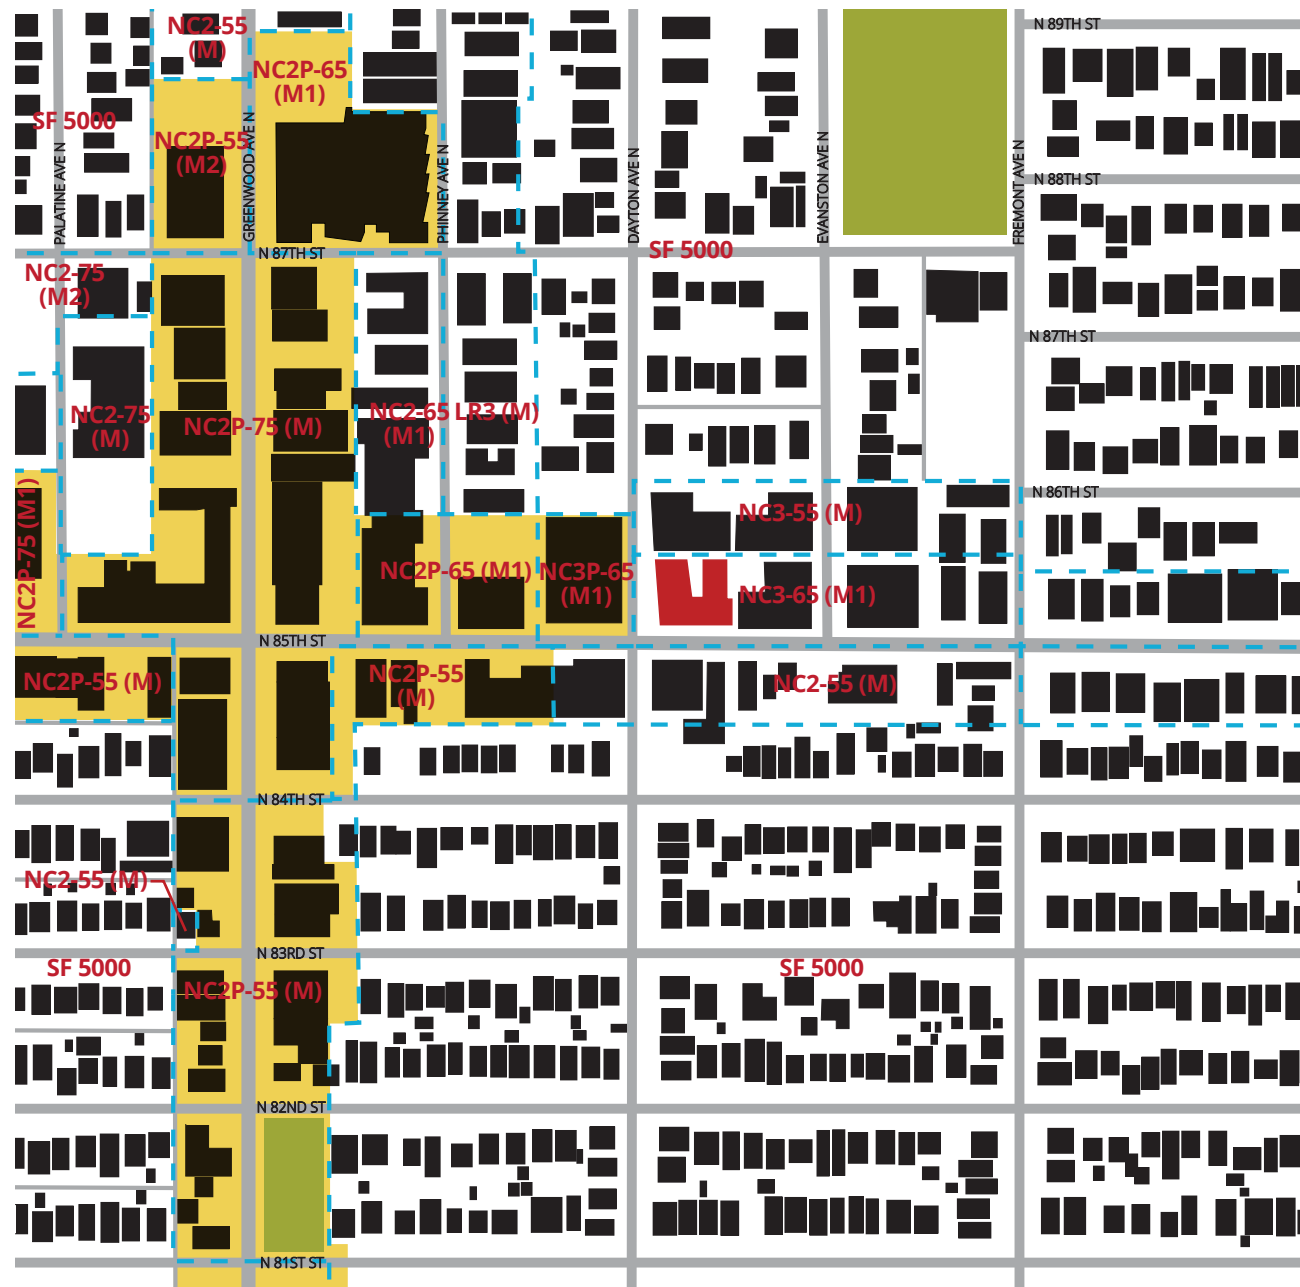 N 89TH ST
NC2-55
(M)
NC2P-65
(M1)
SF 5000
NC2P-55
(M2)
PALATINE AVE N
GREENWOOD AVE N
PHINNEY AVE N
DAYTON AVE N
EVANSTON AVE N
FREMONT AVE N
N 88TH ST
N 87TH ST
SF 5000
NC2-75
(M2)
N 87TH ST
NC2-75
(M)
NC2P-75 (M)
NC2-65
(M1)
LR3 (M)
N 86TH ST
NC2P-75 (M1)
NC3-55 (M)
NC2P-65 (M1)
NC3P-65
(M1)
NC3-65 (M1)
N 85TH ST
NC2P-55 (M)
NC2P-55
(M)
NC2-55 (M)
N 84TH ST
NC2-55 (M)
N 83RD ST
SF 5000
SF 5000
NC2P-55 (M)
N 82ND ST
N 81ST ST